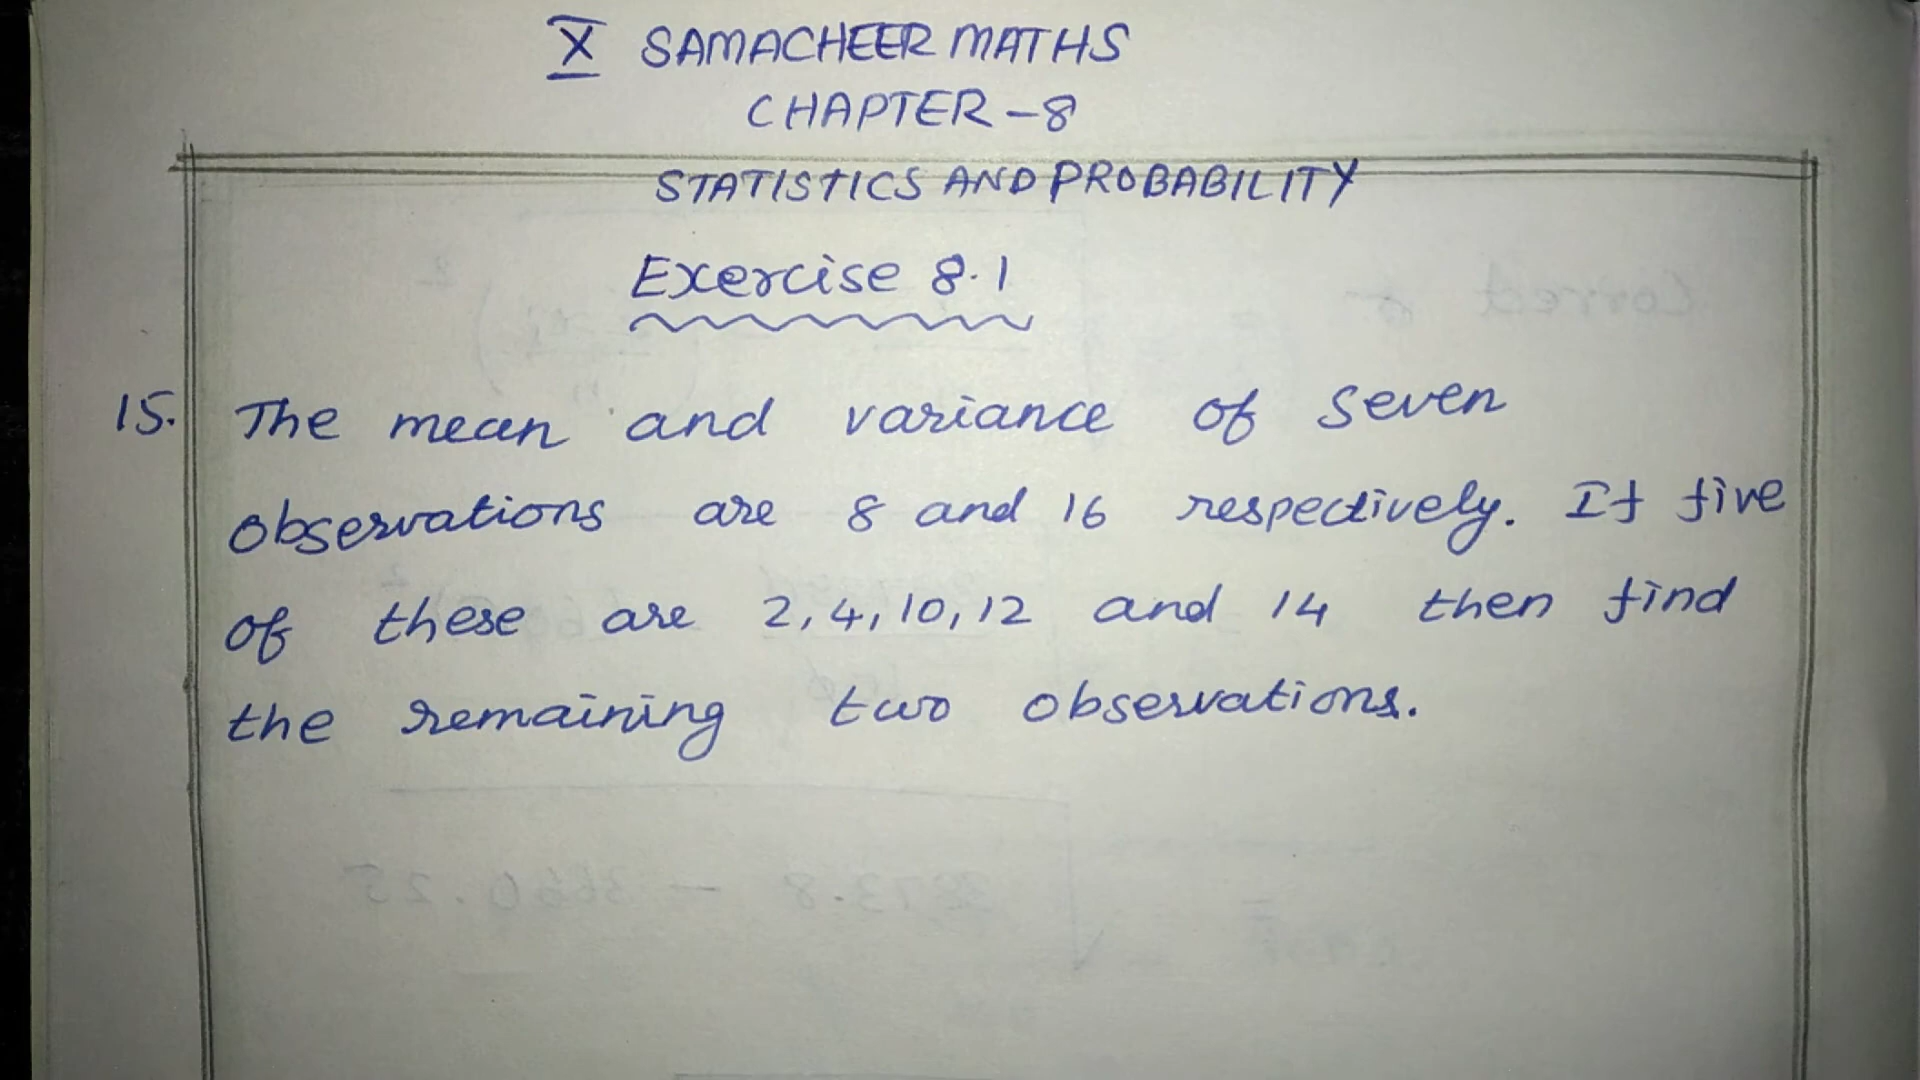 X SAMACHEER MATHS
CHAPTER - 8
STATISTICS AND PROBABILITY
Exercise 8.1
15. The mean and variance of seven
observations are 8 and 16 respectively. If five
of these are 2, 4, 10, 12 and 14 then find
the remaining two observations.